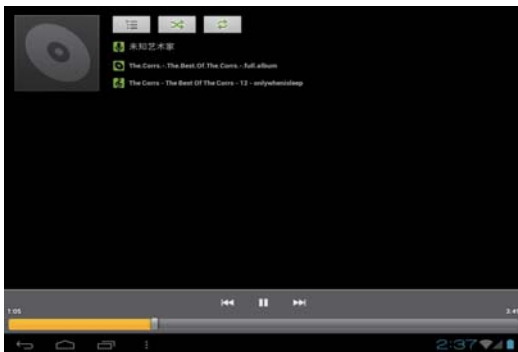 未知艺术家
The.Corrs.-.The.Best.Of.The.Corrs.-.full.album
The Corrs - The Best Of The Corrs - 12 - onlywhenisleep
1:05
2:37